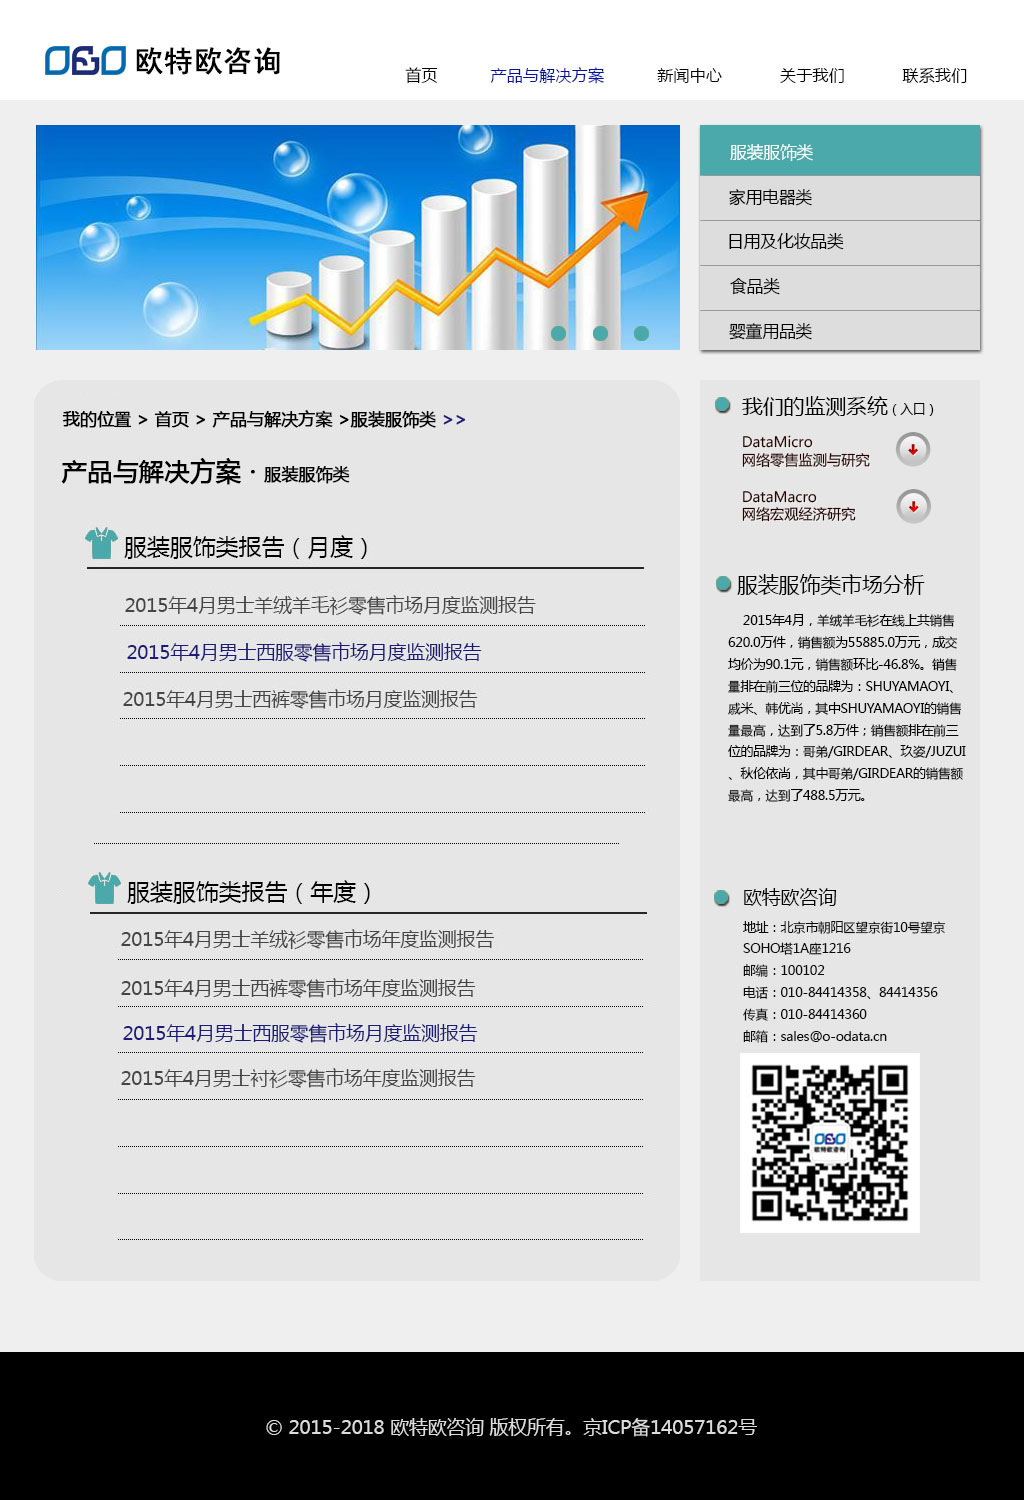 欧特欧咨询
首页 产品与解决方案 新闻中心 关于我们 联系我们
服装服饰类
家用电器类
日用及化妆品类
食品类
婴童用品类
我的位置 > 首页 > 产品与解决方案 >服装服饰类 >>
产品与解决方案 · 服装服饰类
服装服饰类报告（月度）
2015年4月男士羊绒羊毛衫零售市场月度监测报告
2015年4月男士西服零售市场月度监测报告
2015年4月男士西裤零售市场月度监测报告
服装服饰类报告（年度）
2015年4月男士羊绒衫零售市场年度监测报告
2015年4月男士西裤零售市场年度监测报告
2015年4月男士西服零售市场月度监测报告
2015年4月男士衬衫零售市场年度监测报告
我们的监测系统（入口）
DataMicro
网络零售监测与研究
DataMacro
网络宏观经济研究
服装服饰类市场分析
2015年4月，羊绒羊毛衫在线上共销售
620.0万件，销售额为55885.0万元，成交
均价为90.1元，销售额环比-46.8%。销售
量排在前三位的品牌为：SHUYAMAOYI、
戚米、韩优尚，其中SHUYAMAOYI的销售
量最高，达到了5.8万件；销售额排在前三
位的品牌为：哥弟/GIRDEAR、玖姿/JUZUI
、秋伦依尚，其中哥弟/GIRDEAR的销售额
最高，达到了488.5万元。
欧特欧咨询
地址：北京市朝阳区望京街10号望京
SOHO塔1A座1216
邮编：100102
电话：010-84414358、84414356
传真：010-84414360
邮箱：sales@o-odata.cn
欧特欧咨询
© 2015-2018 欧特欧咨询 版权所有。京ICP备14057162号